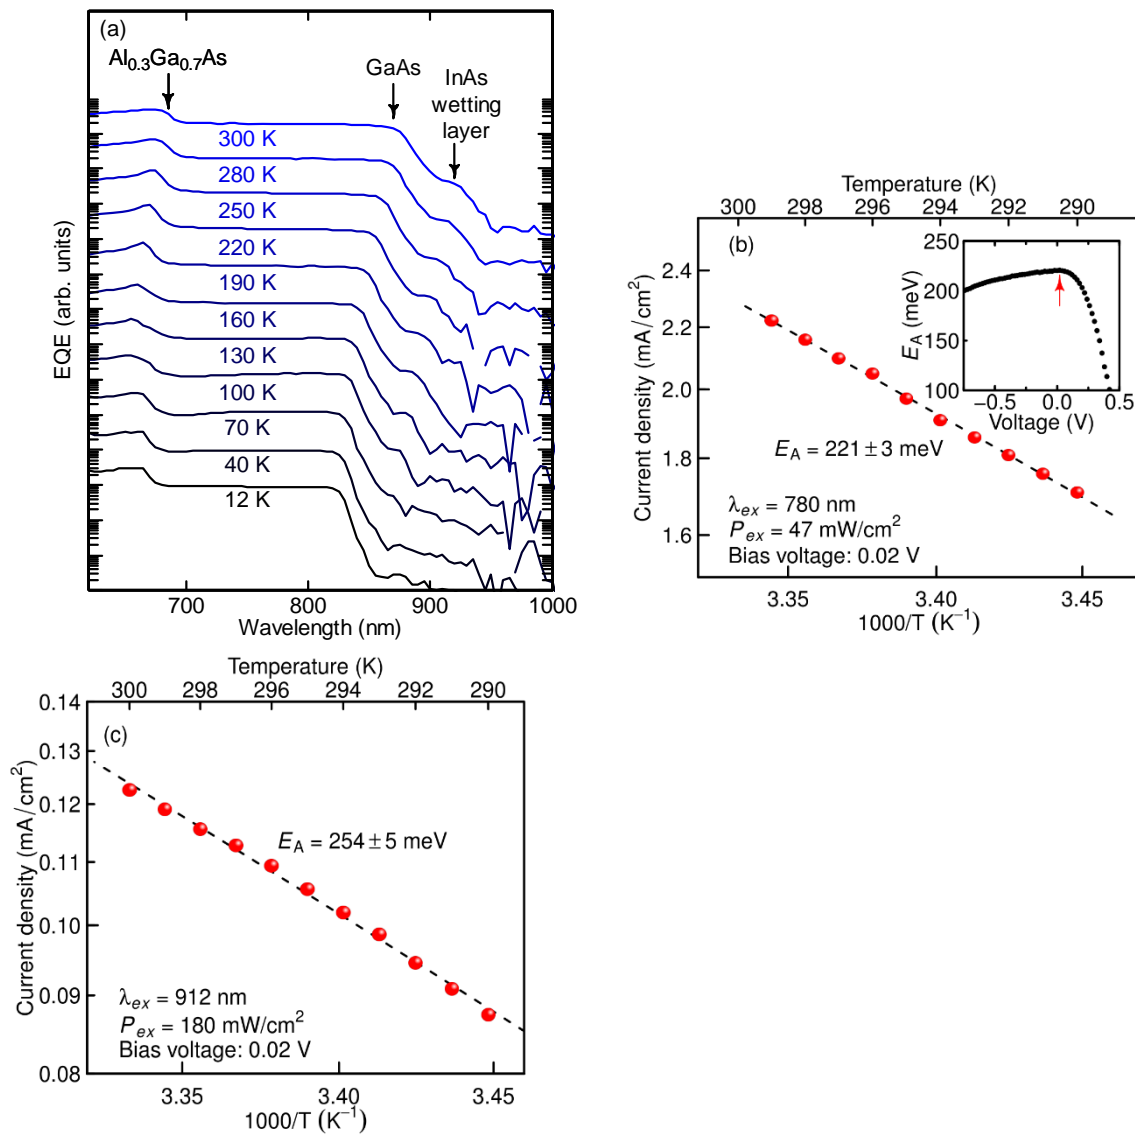 (a)
Al0.3Ga0.7As
GaAs
InAs
wetting
layer
300 K
280 K
250 K
220 K
190 K
160 K
130 K
100 K
70 K
40 K
12 K
EQE (arb. units)
700 800 900 1000
Wavelength (nm)
Temperature (K)
300 298 296 294 292 290
(b)
2.4
2.2
2.0
1.8
1.6
Current density (mA/cm²)
250
200
150
100
EA (meV)
−0.5 0.0 0.5
Voltage (V)
EA = 221±3 meV
λex = 780 nm
Pex = 47 mW/cm²
Bias voltage: 0.02 V
3.35 3.40 3.45
1000/T (K⁻¹)
Temperature (K)
300 298 296 294 292 290
(c)
0.14
0.13
0.12
0.11
0.10
0.09
0.08
Current density (mA/cm²)
EA = 254±5 meV
λex = 912 nm
Pex = 180 mW/cm²
Bias voltage: 0.02 V
3.35 3.40 3.45
1000/T (K⁻¹)